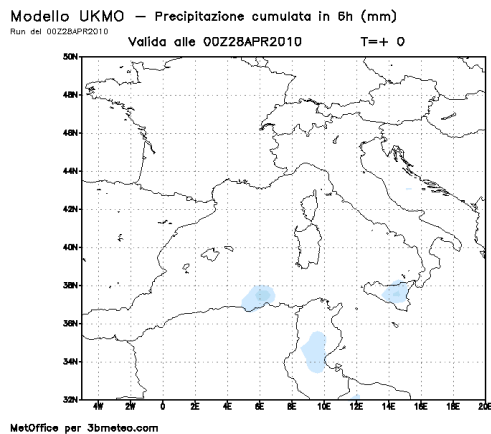 Modello UKMO – Precipitazione cumulata in 6h (mm)
Run del 00Z28APR2010
Valida alle 00Z28APR2010 T=+ 0
50N
48N
46N
44N
42N
40N
38N
36N
34N
32N
4W 2W 0 2E 4E 6E 8E 10E 12E 14E 16E 18E 20E
MetOffice per 3bmeteo.com